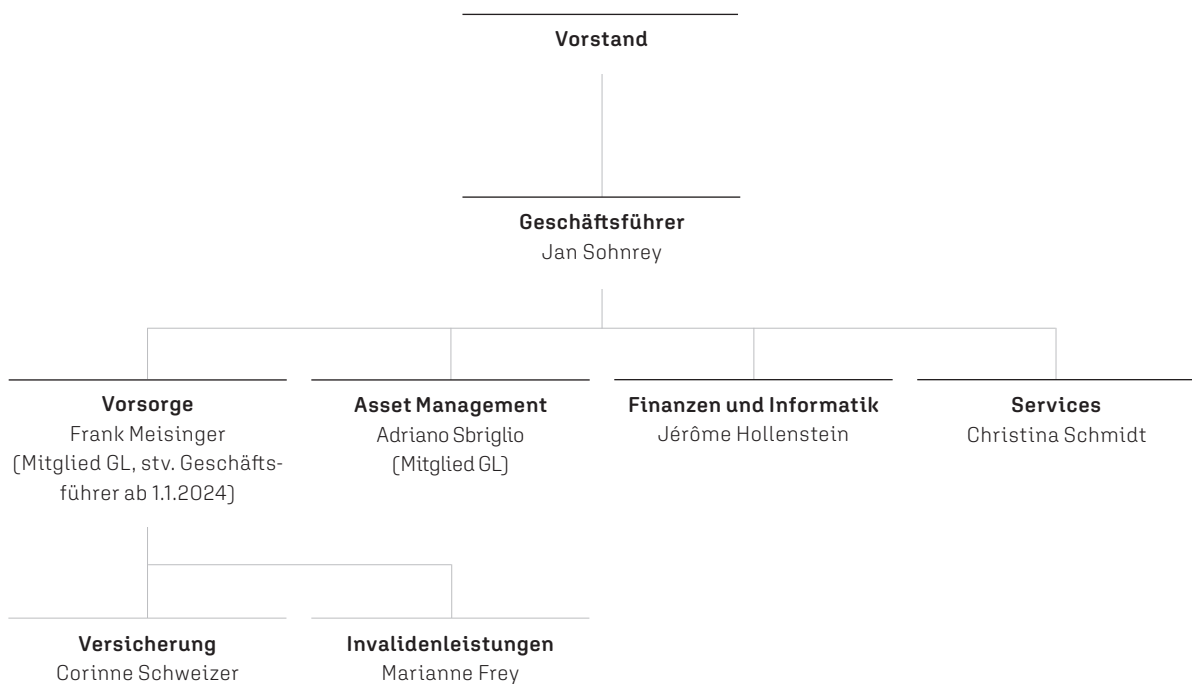 Vorstand
Geschäftsführer
Jan Sohnrey
Vorsorge
Frank Meisinger
(Mitglied GL, stv. Geschäfts-
führer ab 1.1.2024)
Asset Management
Adriano Sbriglio
(Mitglied GL)
Finanzen und Informatik
Jérôme Hollenstein
Services
Christina Schmidt
Versicherung
Corinne Schweizer
Invalidenleistungen
Marianne Frey